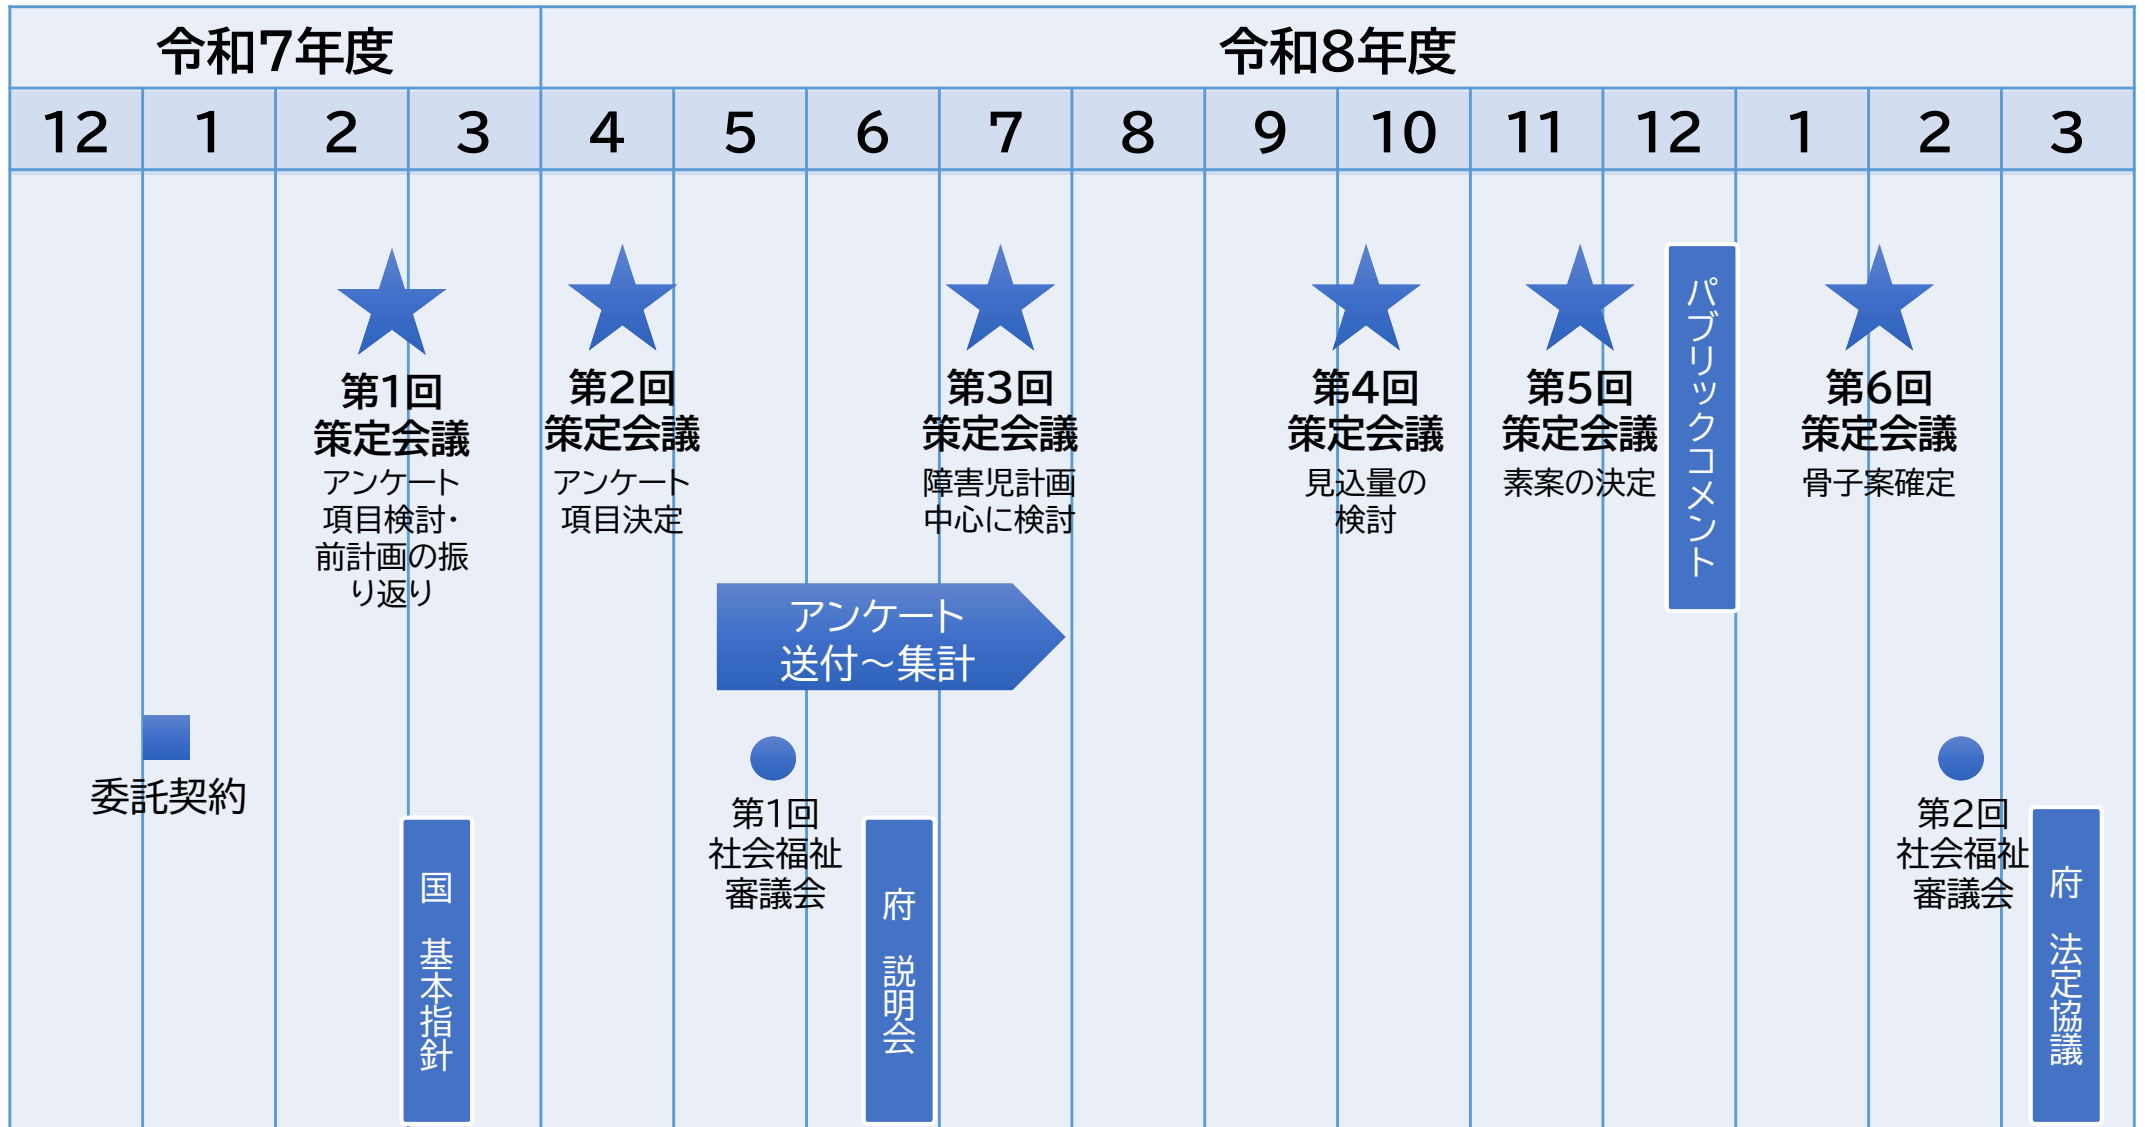 令和7年度
令和8年度
12
1
2
3
4
5
6
7
8
9
10
11
12
1
2
3
第1回
策定会議
アンケート
項目検討・
前計画の振
り返り
第2回
策定会議
アンケート
項目決定
第3回
策定会議
障害児計画
中心に検討
第4回
策定会議
見込量の
検討
第5回
策定会議
素案の決定
パブリックコメント
第6回
策定会議
骨子案確定
アンケート
送付～集計
委託契約
国　基本指針
第1回
社会福祉
審議会
府　説明会
第2回
社会福祉
審議会
府　法定協議